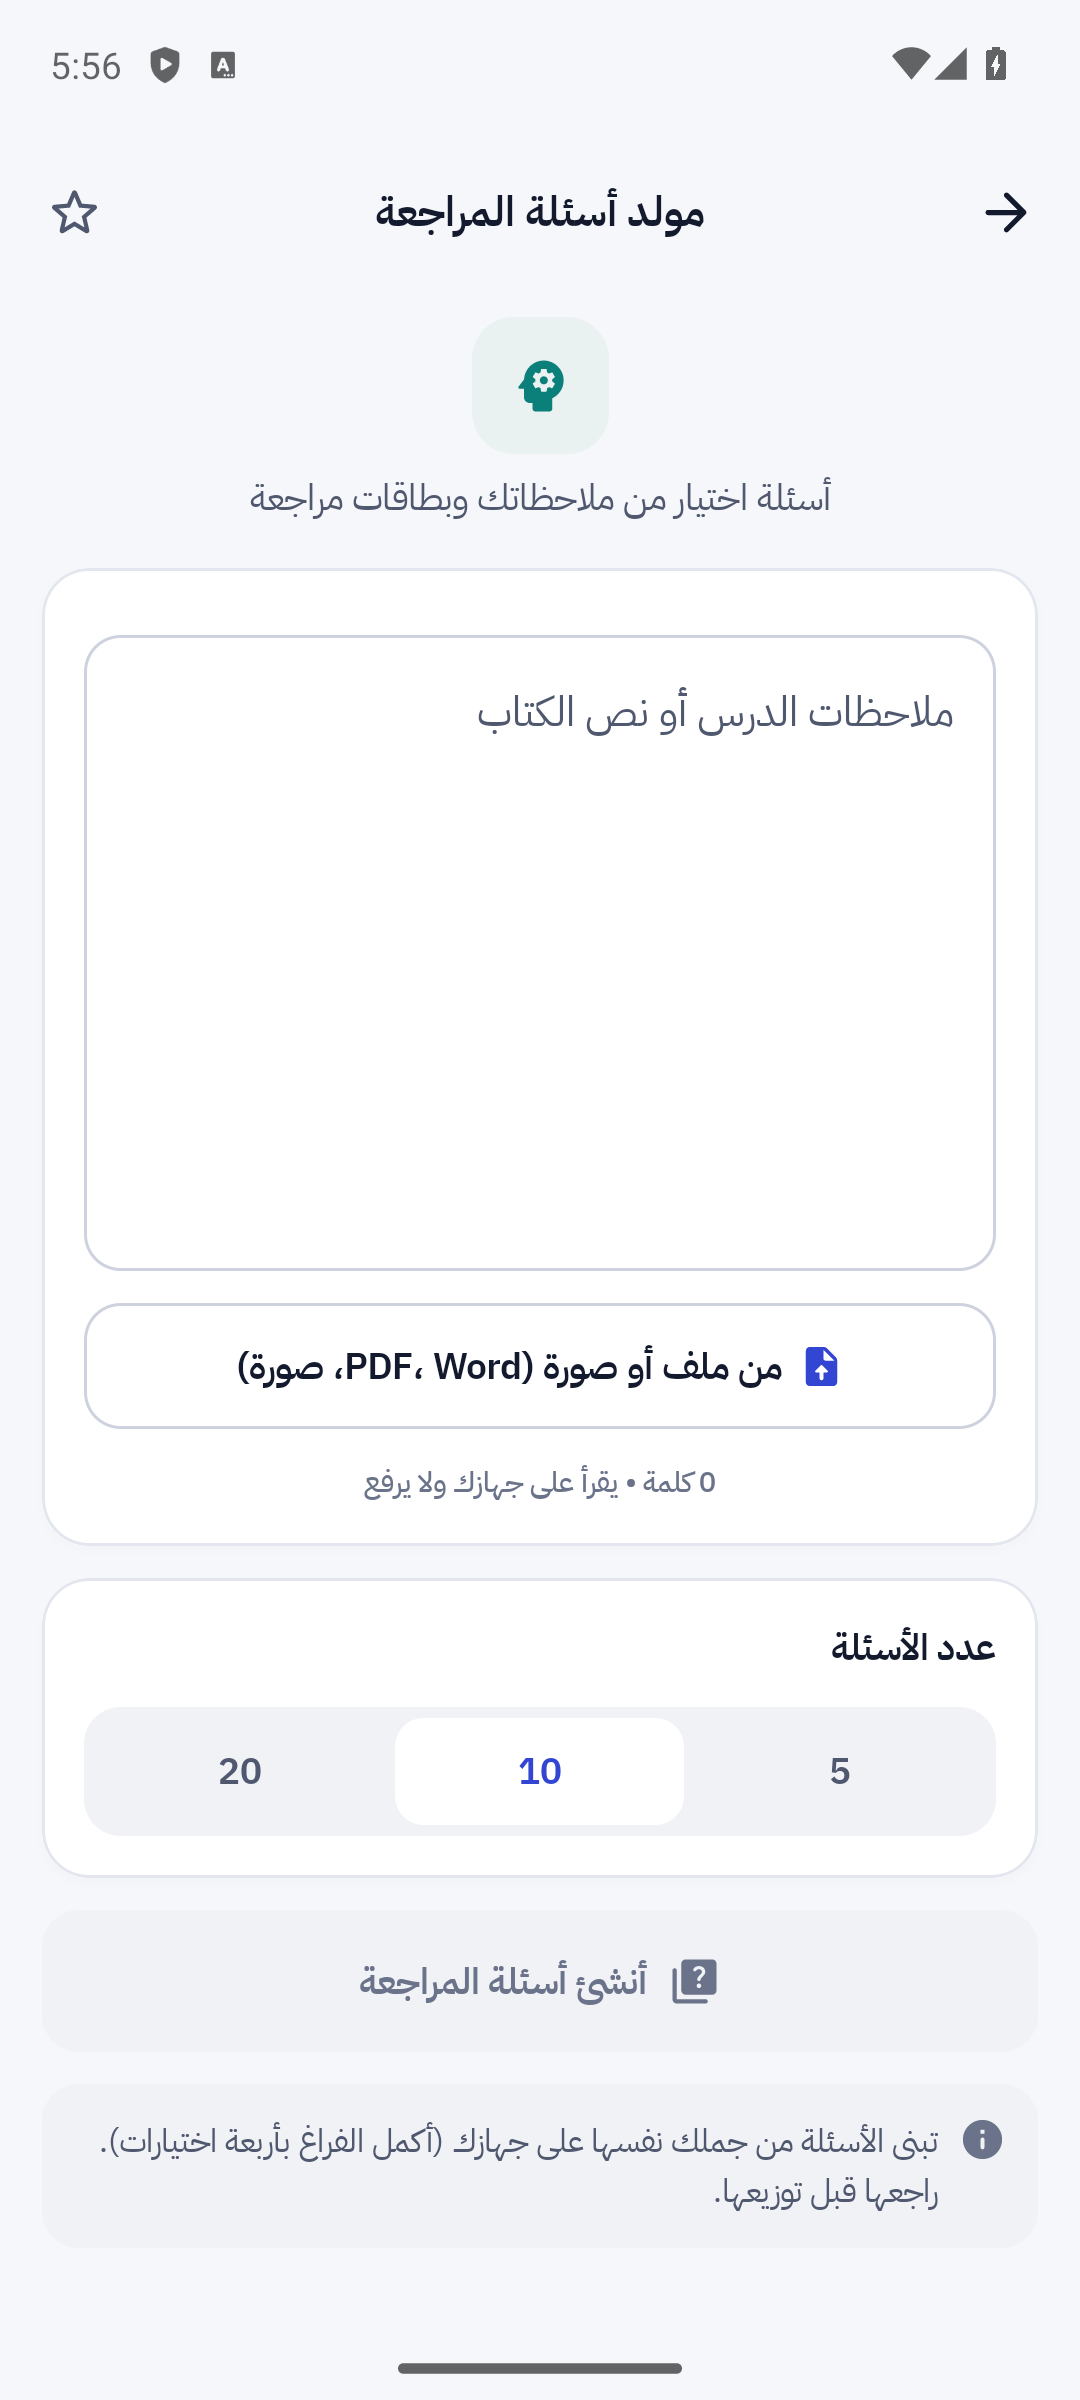 5:56
مولد أسئلة المراجعة
أسئلة اختيار من ملاحظاتك وبطاقات مراجعة
ملاحظات الدرس أو نص الكتاب
من ملف أو صورة (PDF، Word، صورة)
0 كلمة • يقرأ على جهازك ولا يرفع
عدد الأسئلة
5
10
20
أنشئ أسئلة المراجعة
تبنى الأسئلة من جملك نفسها على جهازك (أكمل الفراغ بأربعة اختيارات).
راجعها قبل توزيعها.